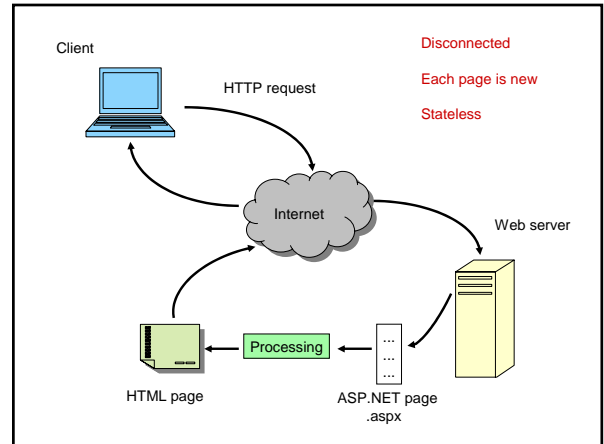 Client
Disconnected
Each page is new
Stateless
HTTP request
Internet
Web server
Processing
...
...
...
HTML page
ASP.NET page
.aspx